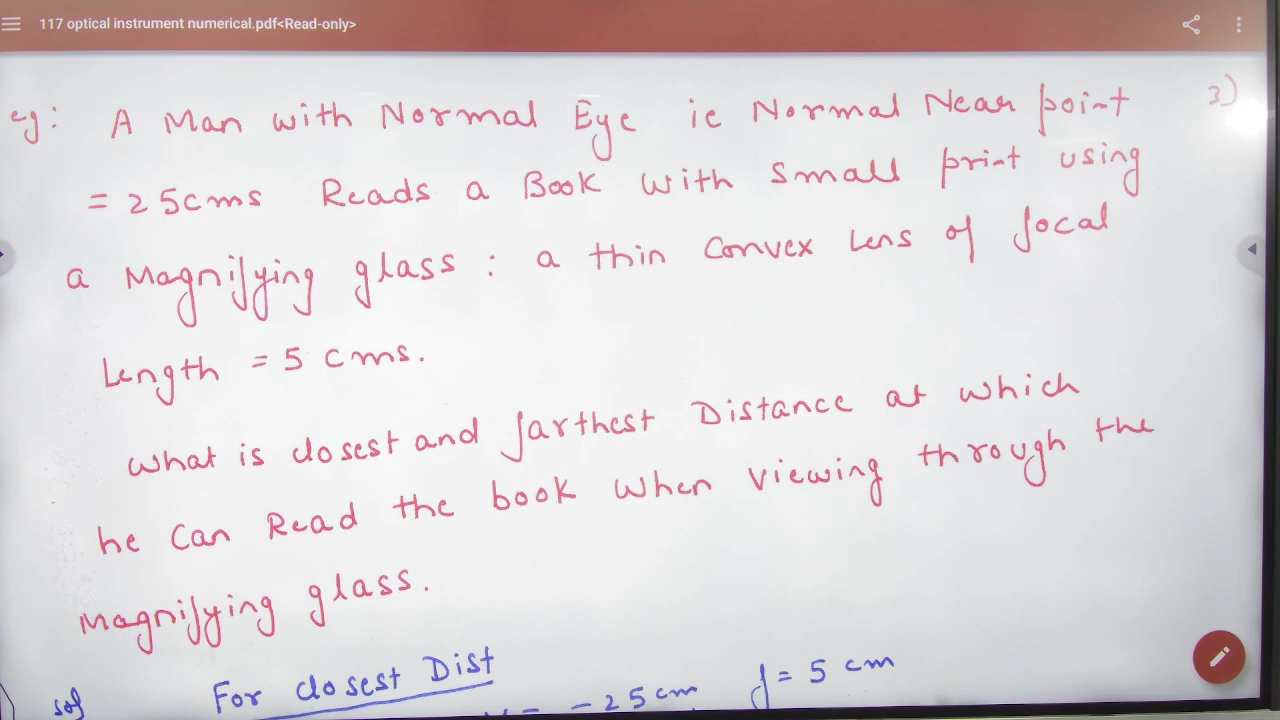 117 optical instrument numerical.pdf<Read-only>
3)
eg: A Man with Normal Eye ie Normal Near point
= 25cms Reads a Book with small print using
a Magnifying glass : a thin convex lens of focal
Length = 5 cms.
What is closest and farthest Distance at which
he can Read the book when viewing through the
Magnifying glass.
sol For closest Dist
= -25cm f = 5 cm